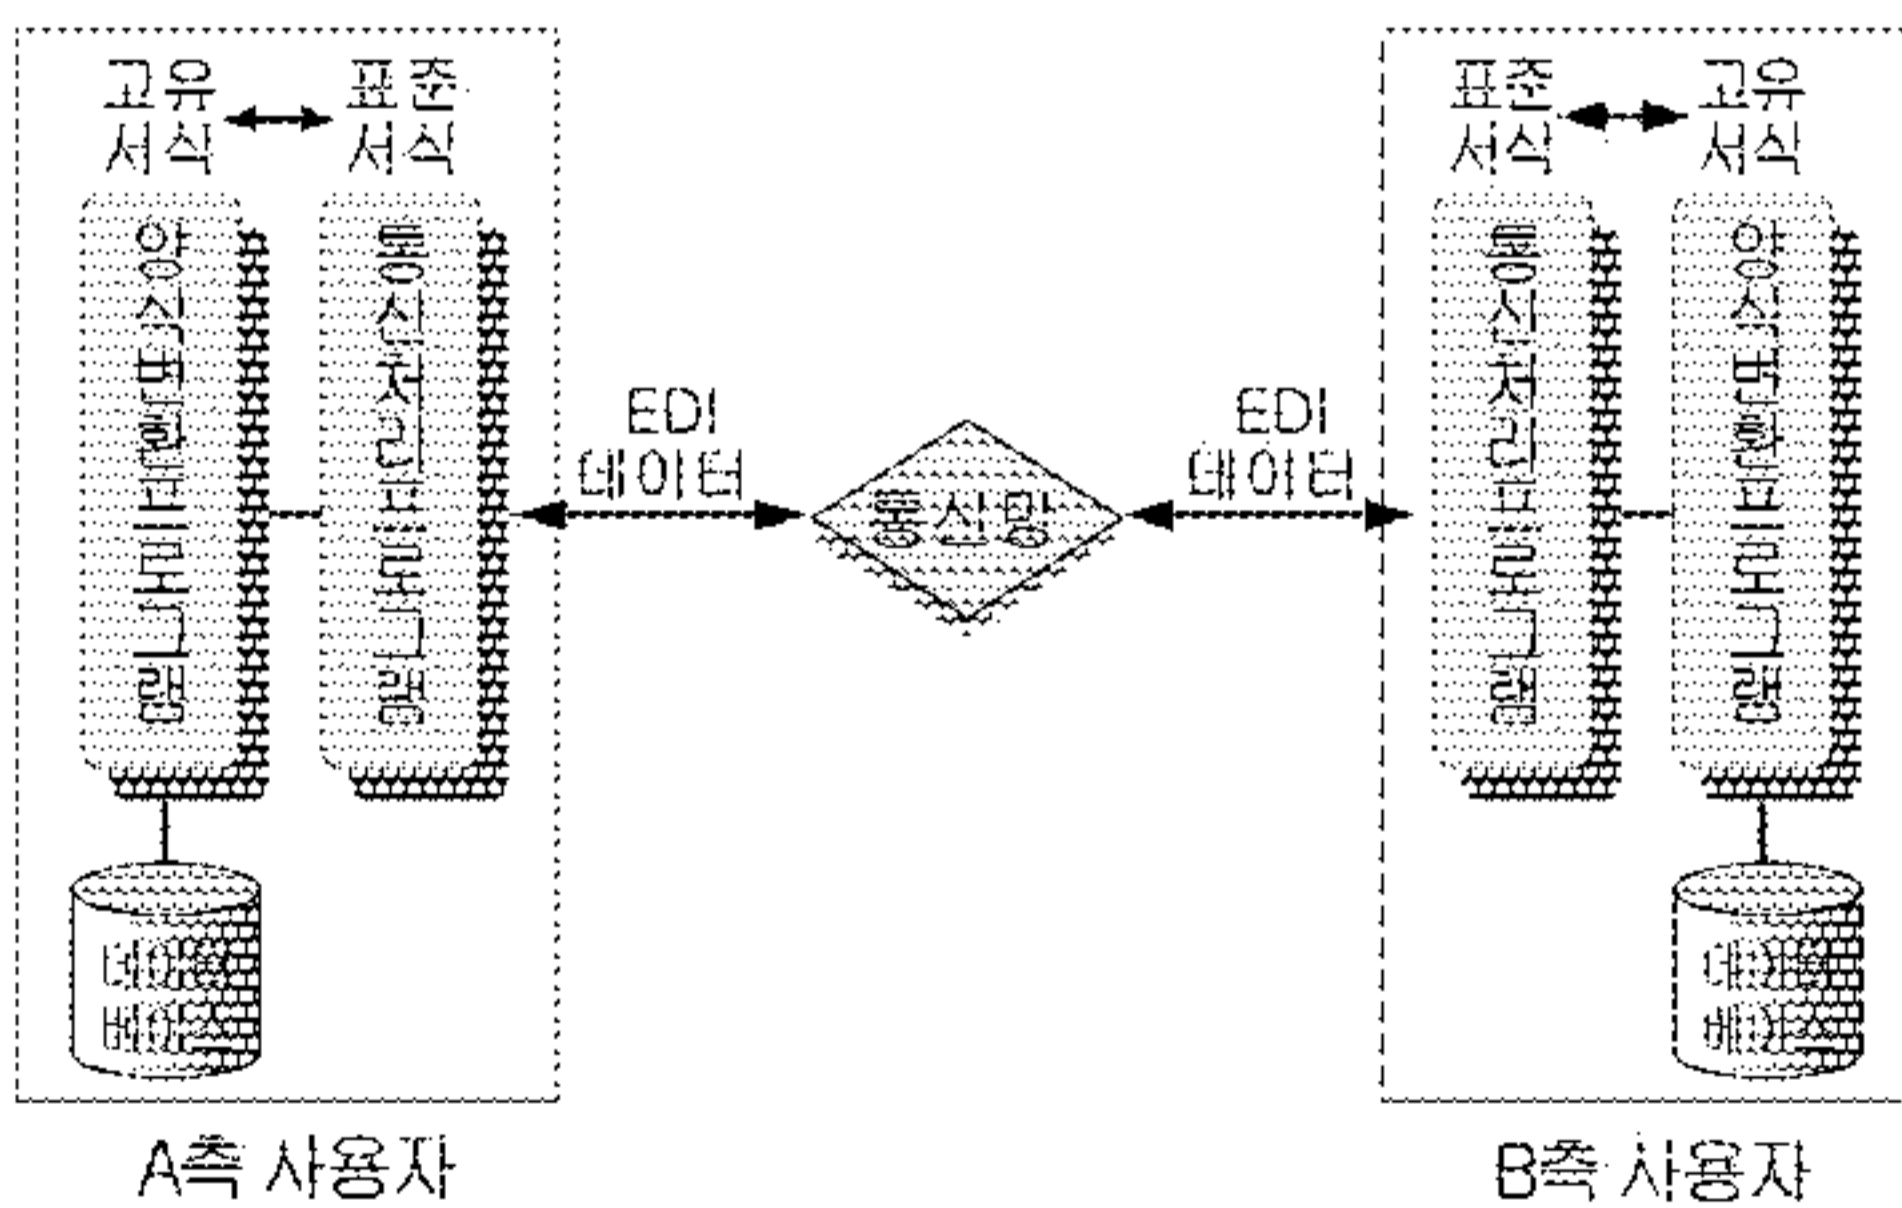 고유
서식
표준
서식
양식변환프로그램
통신처리프로그램
데이터
베이스
A측 사용자
EDI
데이터
통신망
EDI
데이터
표준
서식
고유
서식
통신처리프로그램
양식변환프로그램
데이터
베이스
B측 사용자